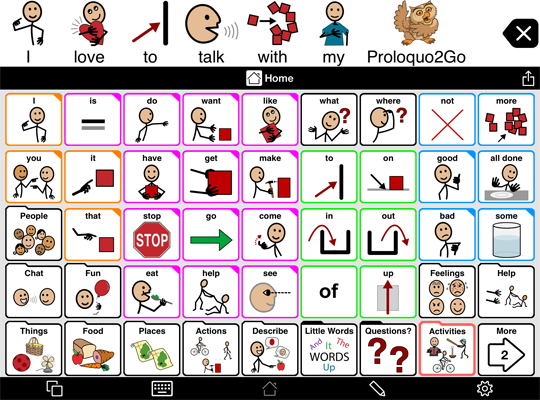 I love to talk with my Proloquo2Go
Home
I is do want like what where not more
you it have get make to on good all done
People that stop go come in out bad some
STOP
Chat Fun eat help see of up Feelings Help
Things Food Places Actions Describe Little Words Questions? Activities More
And It The
WORDS
Up
2